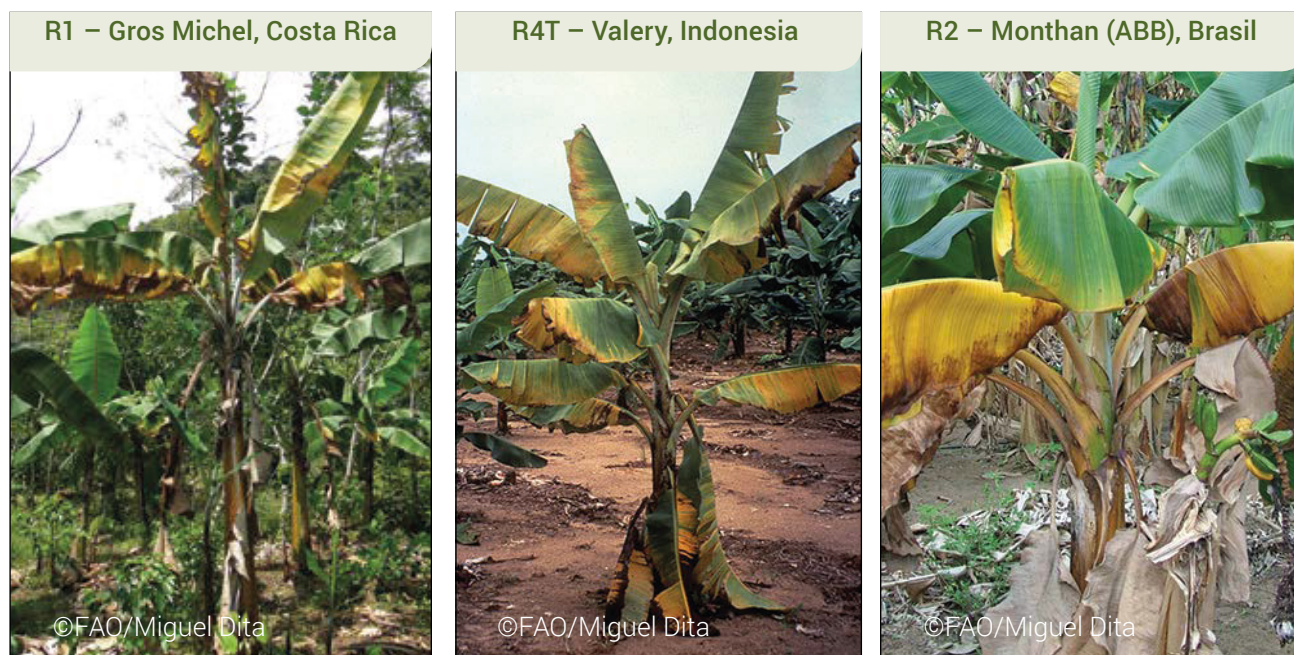 R1 – Gros Michel, Costa Rica
R4T – Valery, Indonesia
R2 – Monthan (ABB), Brasil
©FAO/Miguel Dita
©FAO/Miguel Dita
©FAO/Miguel Dita